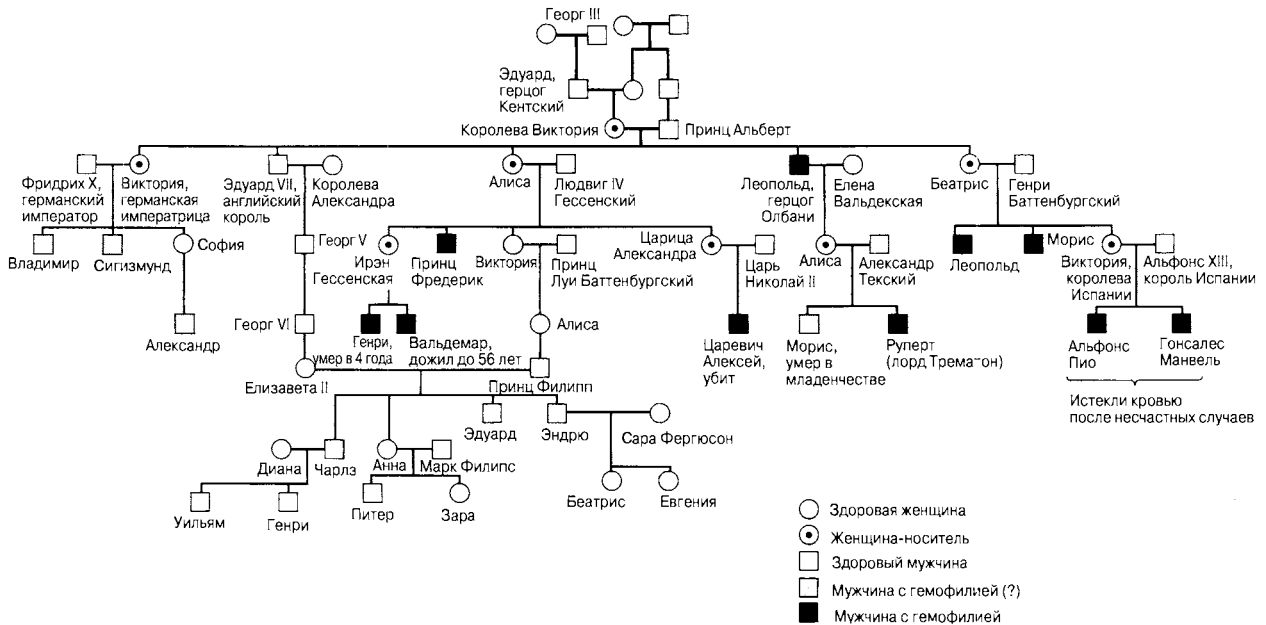 Георг III
Эдуард,
герцог
Кентский
Королева Виктория
Принц Альберт
Фридрих X,
германский
император
Виктория,
германская
императрица
Эдуард VII,
английский
король
Королева
Александра
Алиса
Людвиг IV
Гессенский
Леопольд,
герцог
Олбани
Елена
Вальдекская
Беатрис
Генри
Баттенбургский
Владимир
Сигизмунд
София
Георг V
Ирэн
Гессенская
Принц
Фредерик
Виктория
Принц
Луи Баттенбургский
Царица
Александра
Царь
Николай II
Алиса
Александр
Текский
Леопольд
Морис
Виктория,
королева
Испании
Альфонс XIII,
король Испании
Александр
Георг VI
Генри,
умер в 4 года
Вальдемар,
дожил до 56 лет
Алиса
Царевич
Алексей,
убит
Морис,
умер в
младенчестве
Руперт
(лорд Трематон)
Альфонс
Пио
Гонсалес
Манвель
Истекли кровью
после несчастных случаев
Елизавета II
Принц Филипп
Диана
Чарлз
Анна
Марк Филипс
Эдуард
Эндрю
Сара Фергюсон
Уильям
Генри
Питер
Зара
Беатрис
Евгения
Здоровая женщина
Женщина-носитель
Здоровый мужчина
Мужчина с гемофилией (?)
Мужчина с гемофилией